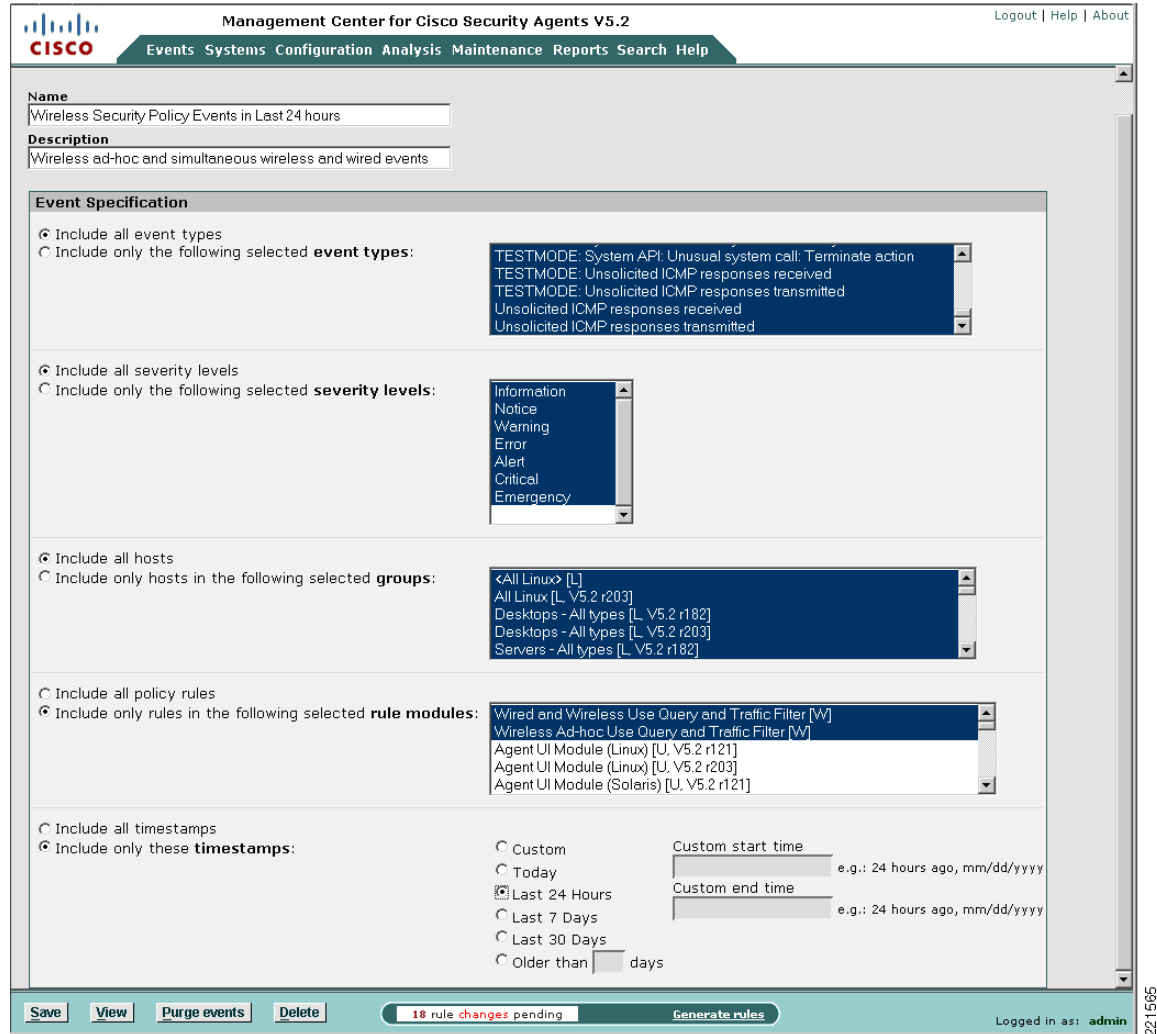 Management Center for Cisco Security Agents V5.2
Logout | Help | About
CISCO
Events Systems Configuration Analysis Maintenance Reports Search Help
Name
Wireless Security Policy Events in Last 24 hours
Description
Wireless ad-hoc and simultaneous wireless and wired events
Event Specification
Include all event types
Include only the following selected event types:
TESTMODE: System API: Unusual system call: Terminate action
TESTMODE: Unsolicited ICMP responses received
TESTMODE: Unsolicited ICMP responses transmitted
Unsolicited ICMP responses received
Unsolicited ICMP responses transmitted
Include all severity levels
Include only the following selected severity levels:
Information
Notice
Warning
Error
Alert
Critical
Emergency
Include all hosts
Include only hosts in the following selected groups:
<All Linux> [L]
All Linux [L, V5.2 r203]
Desktops - All types [L, V5.2 r182]
Desktops - All types [L, V5.2 r203]
Servers - All types [L, V5.2 r182]
Include all policy rules
Include only rules in the following selected rule modules:
Wired and Wireless Use Query and Traffic Filter [W]
Wireless Ad-hoc Use Query and Traffic Filter [W]
Agent UI Module (Linux) [U, V5.2 r121]
Agent UI Module (Linux) [U, V5.2 r203]
Agent UI Module (Solaris) [U, V5.2 r121]
Include all timestamps
Include only these timestamps:
Custom
Today
Last 24 Hours
Last 7 Days
Last 30 Days
Older than days
Custom start time
e.g.: 24 hours ago, mm/dd/yyyy
Custom end time
e.g.: 24 hours ago, mm/dd/yyyy
Save View Purge events Delete
18 rule changes pending
Generate rules
Logged in as: admin
221565